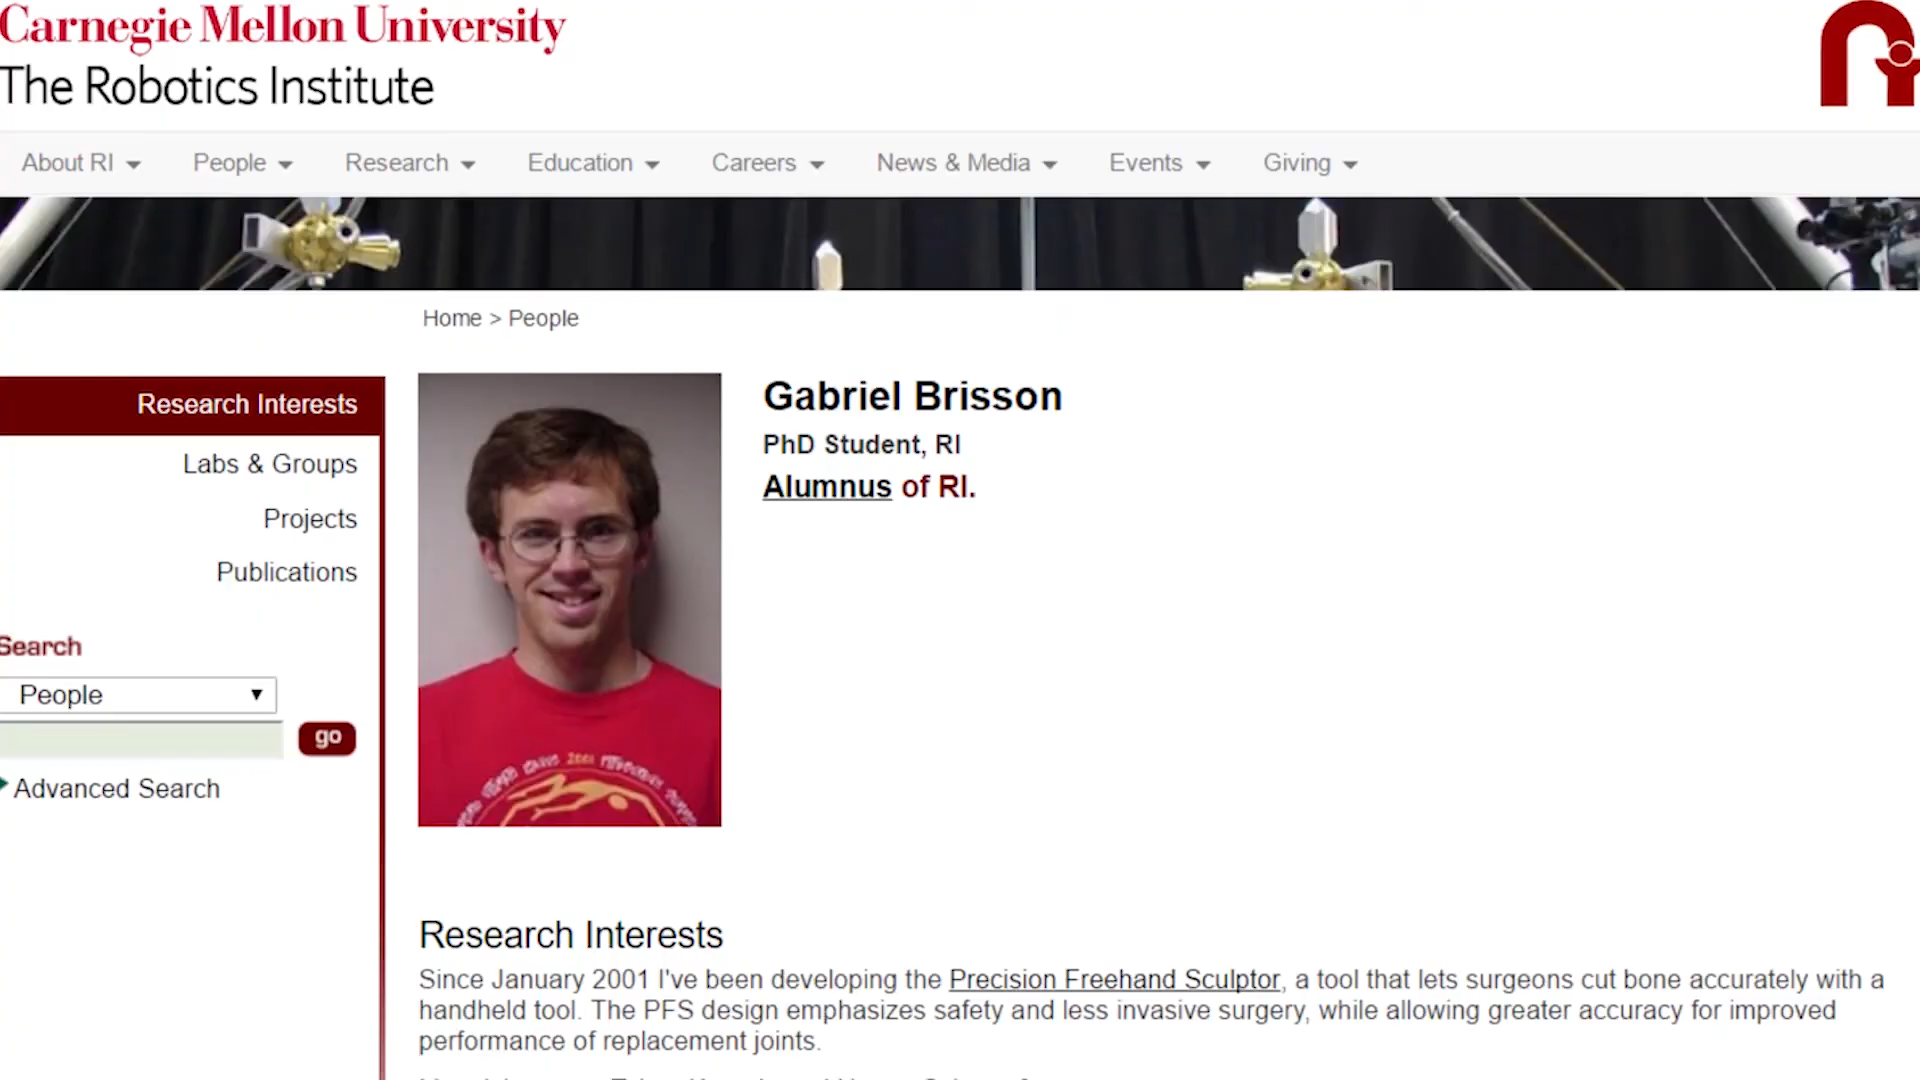 Carnegie Mellon University
The Robotics Institute
About RI
People
Research
Education
Careers
News & Media
Events
Giving
Home > People
Research Interests
Labs & Groups
Projects
Publications
Search
People
go
Advanced Search
Gabriel Brisson
PhD Student, RI
Alumnus of RI.
2001
Research Interests
Since January 2001 I've been developing the Precision Freehand Sculptor, a tool that lets surgeons cut bone accurately with a
handheld tool. The PFS design emphasizes safety and less invasive surgery, while allowing greater accuracy for improved
performance of replacement joints.